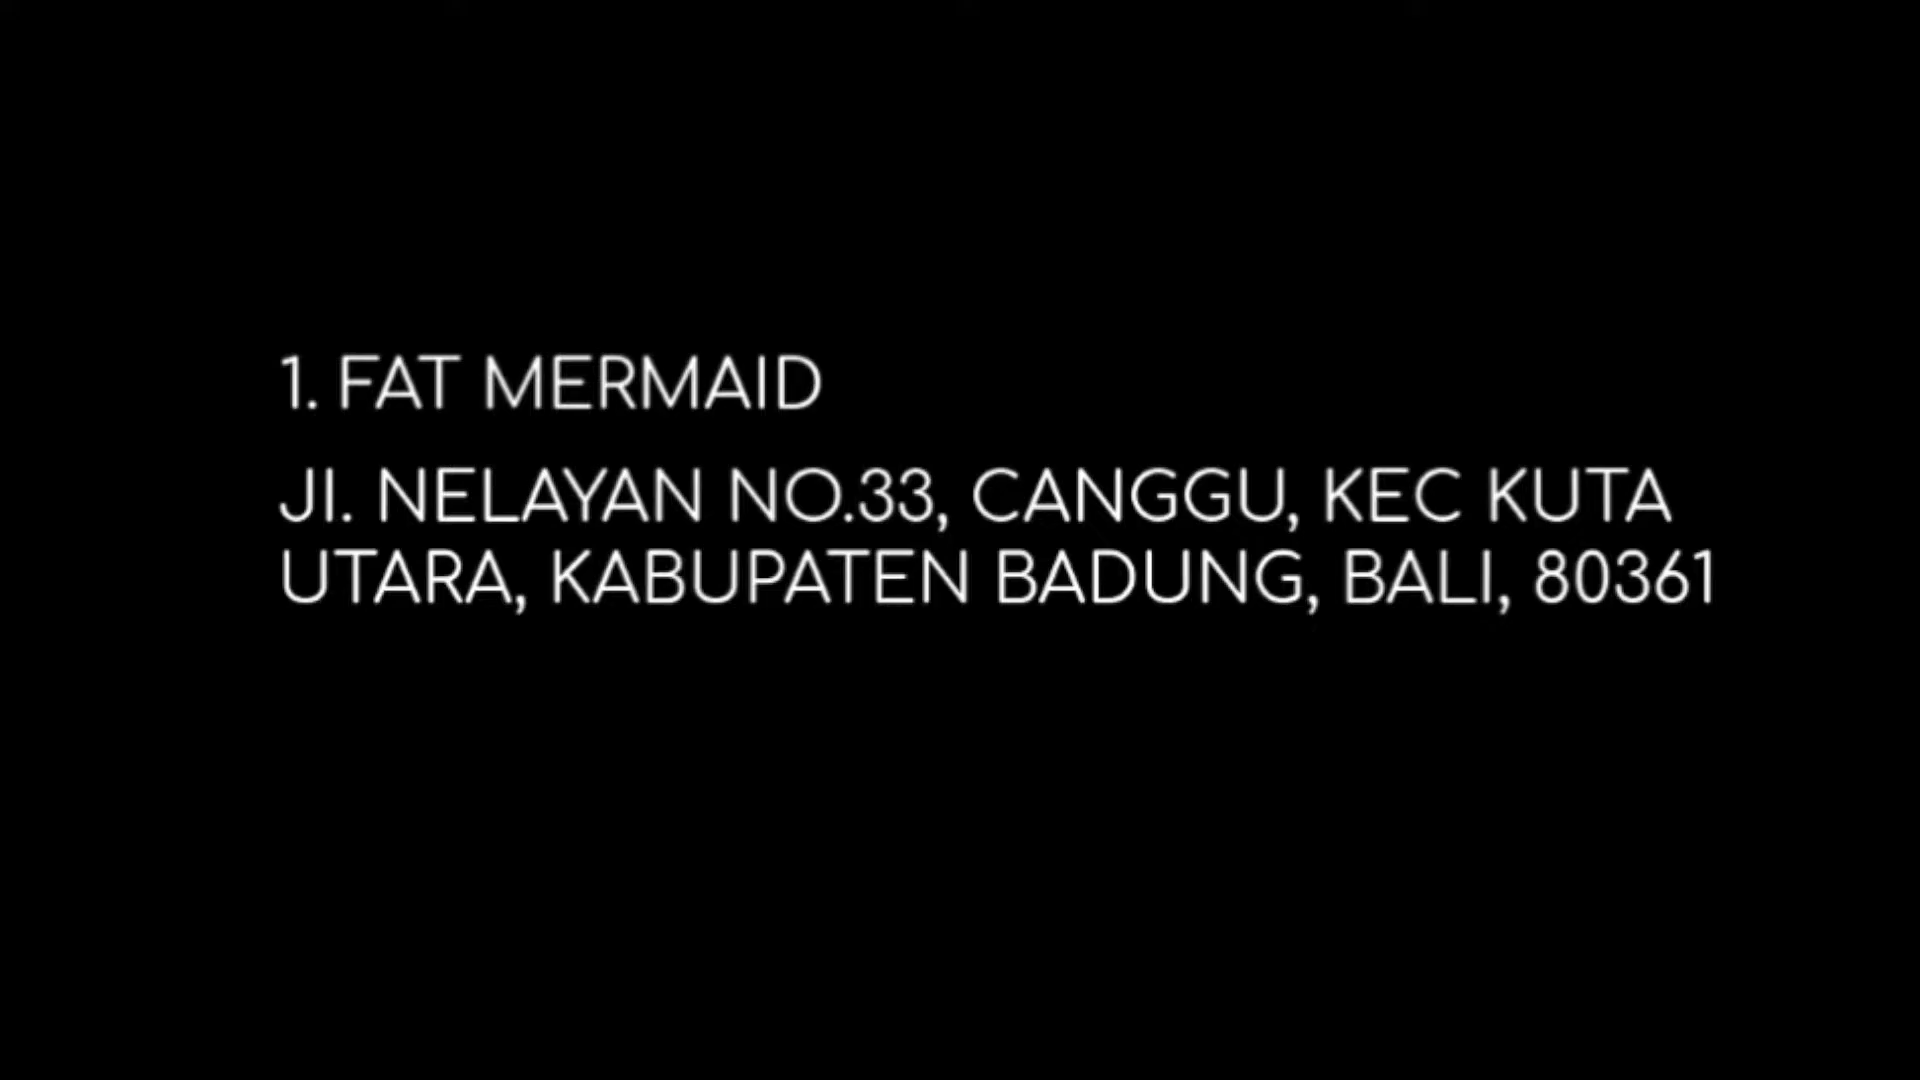 1. FAT MERMAID
JI. NELAYAN NO.33, CANGGU, KEC KUTA
UTARA, KABUPATEN BADUNG, BALI, 80361